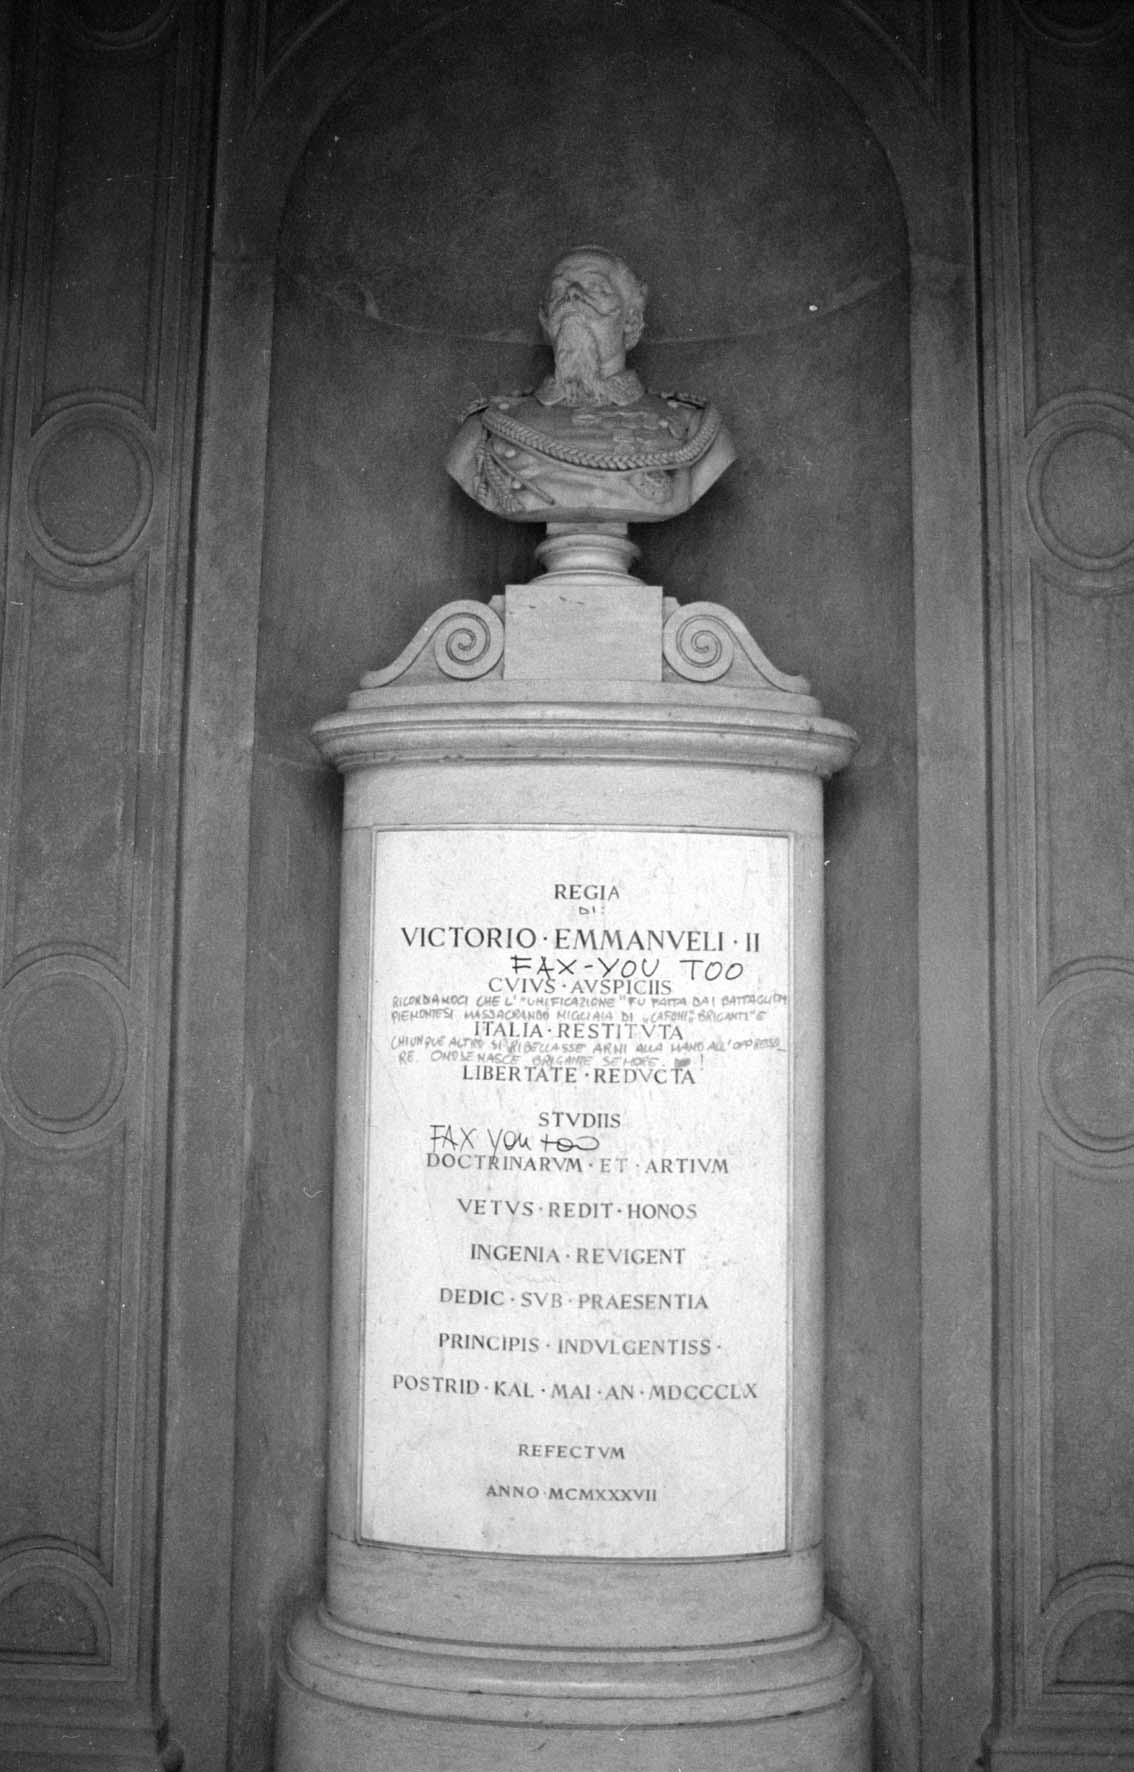 REGIA
DI:
VICTORIO · EMMANVELI · II
FAX-YOU TOO
CVIVS · AVSPICIIS
RICORDIAMOCI CHE L'"UNIFICAZIONE" FU FATTA DAI BATTAGLIONI
PIEMONTESI MASSACRANDO MIGLIAIA DI "CAFONI", BRIGANTI" E
ITALIA · RESTITVTA
CHIUNQUE ALTRO SI RIBELLASSE ARMI ALLA MANO ALL'OPPRESSO_
RE. BRIGANTE !
LIBERTATE · REDVCTA
STVDIIS
FAX YOU TOO
DOCTRINARVM · ET · ARTIVM
VETVS · REDIT · HONOS
INGENIA · REVIGENT
DEDIC · SVB · PRAESENTIA
PRINCIPIS · INDVLGENTISS ·
POSTRID · KAL · MAI · AN · MDCCCLX
REFECTVM
ANNO · MCMXXXVII